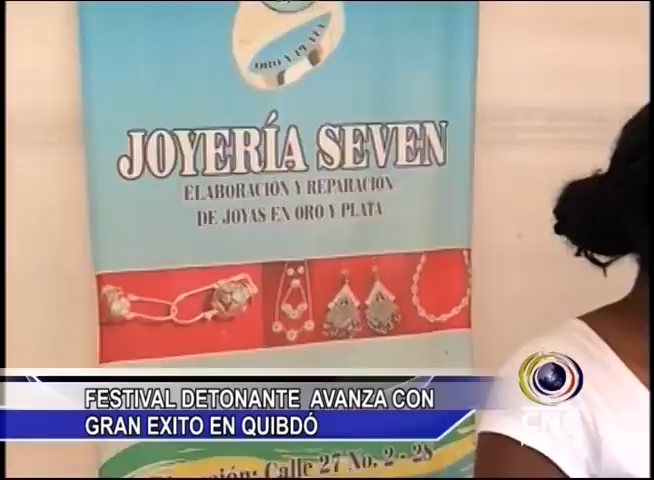 ORO Y PLATA
JOYERÍA SEVEN
ELABORACIÓN Y REPARACIÓN
DE JOYAS EN ORO Y PLATA
FESTIVAL DETONANTE AVANZA CON
GRAN EXITO EN QUIBDÓ
CNC
Dirección: Calle 27 No. 2 - 28